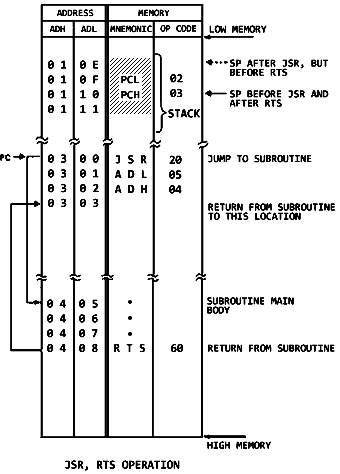 ADDRESS MEMORY
ADH ADL MNEMONIC OP CODE LOW MEMORY
0 1 0 E SP AFTER JSR, BUT
BEFORE RTS
0 1 0 F PCL 02
0 1 1 0 PCH 03 SP BEFORE JSR AND
AFTER RTS
0 1 1 1 STACK
PC 0 3 0 0 J S R 20 JUMP TO SUBROUTINE
0 3 0 1 A D L 05
0 3 0 2 A D H 04
0 3 0 3 RETURN FROM SUBROUTINE
TO THIS LOCATION
0 4 0 5 • SUBROUTINE MAIN
BODY
0 4 0 6 •
0 4 0 7 •
0 4 0 8 R T S 60 RETURN FROM SUBROUTINE
HIGH MEMORY
JSR, RTS OPERATION